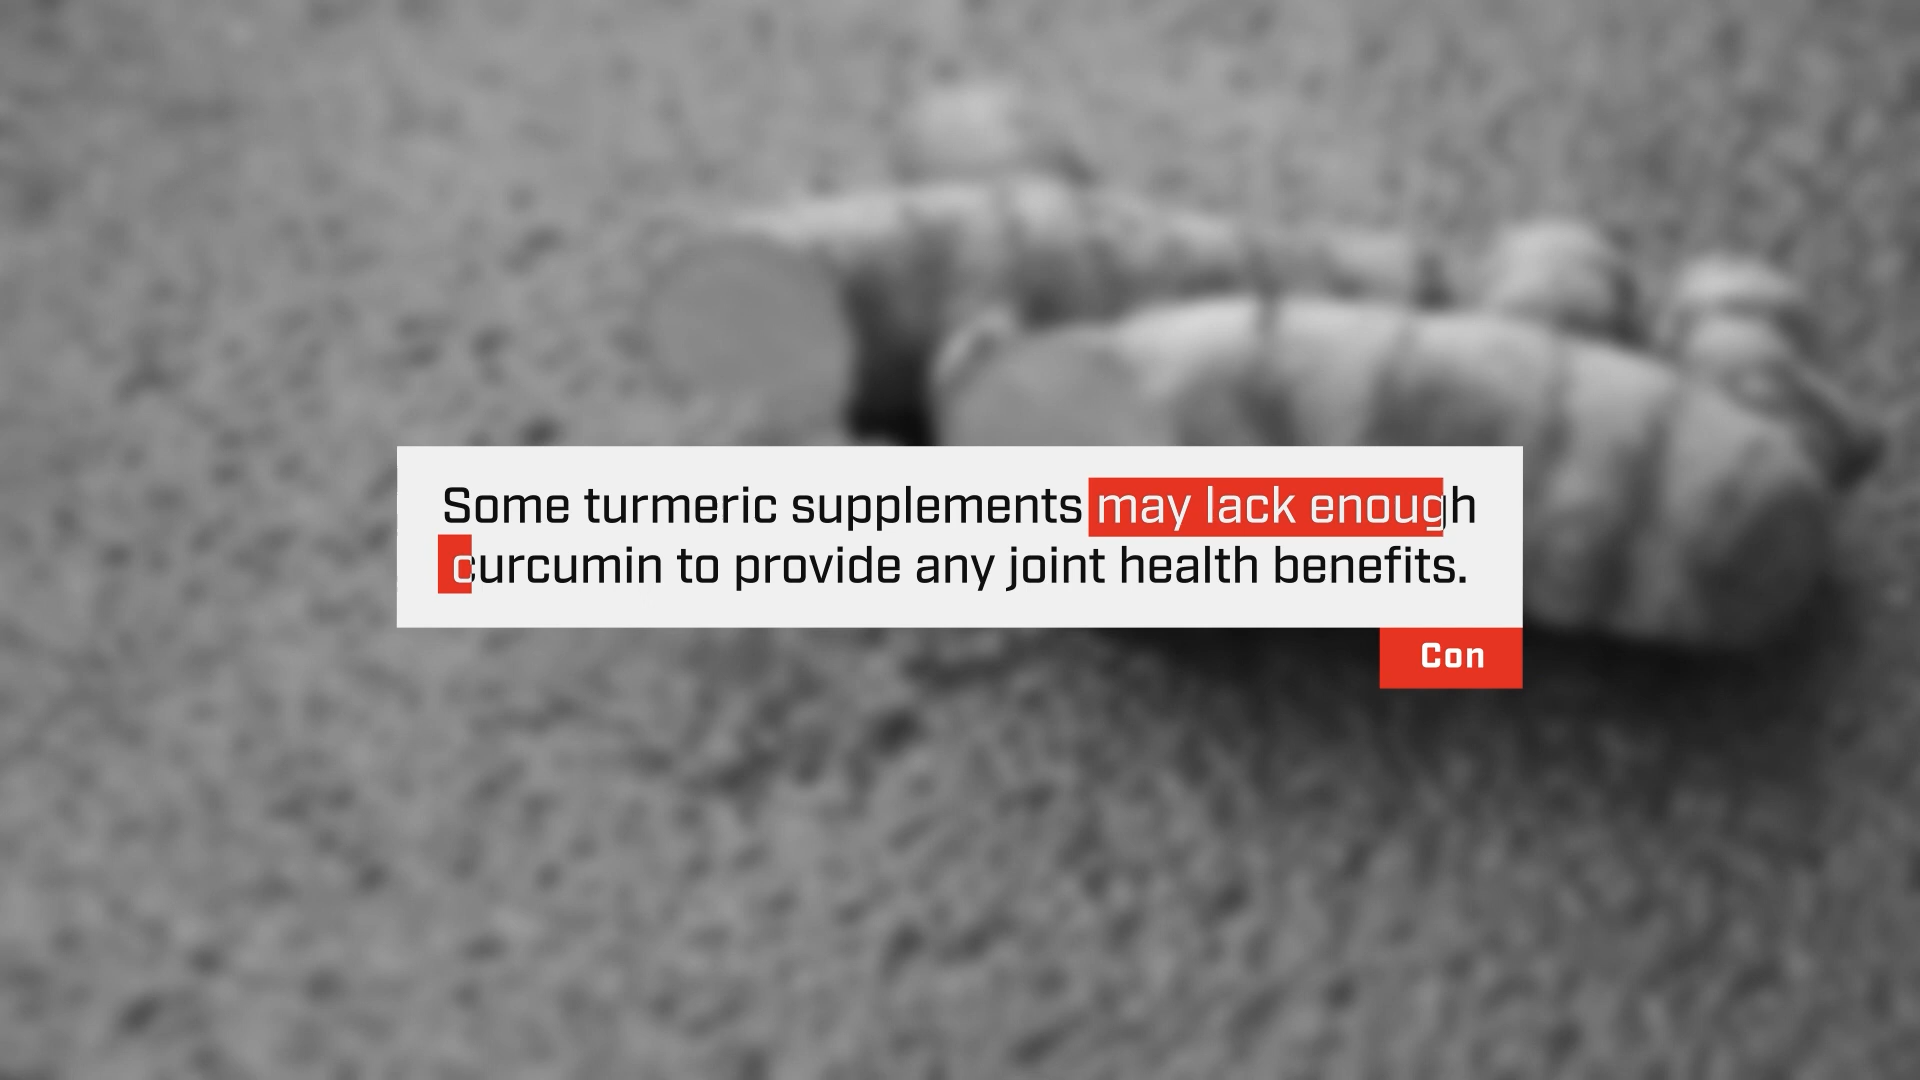 Some turmeric supplements may lack enough
curcumin to provide any joint health benefits.
Con